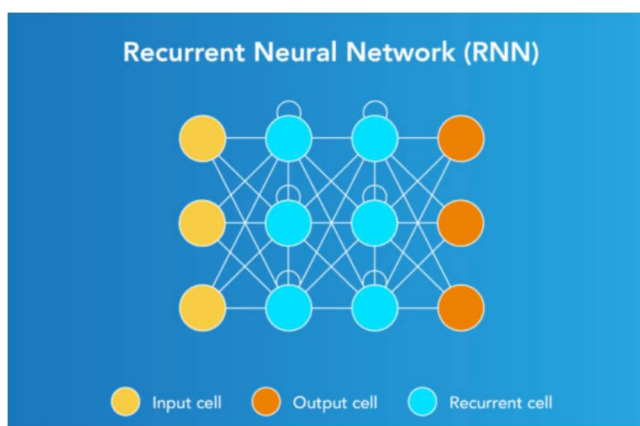 Recurrent Neural Network (RNN)
Input cell
Output cell
Recurrent cell